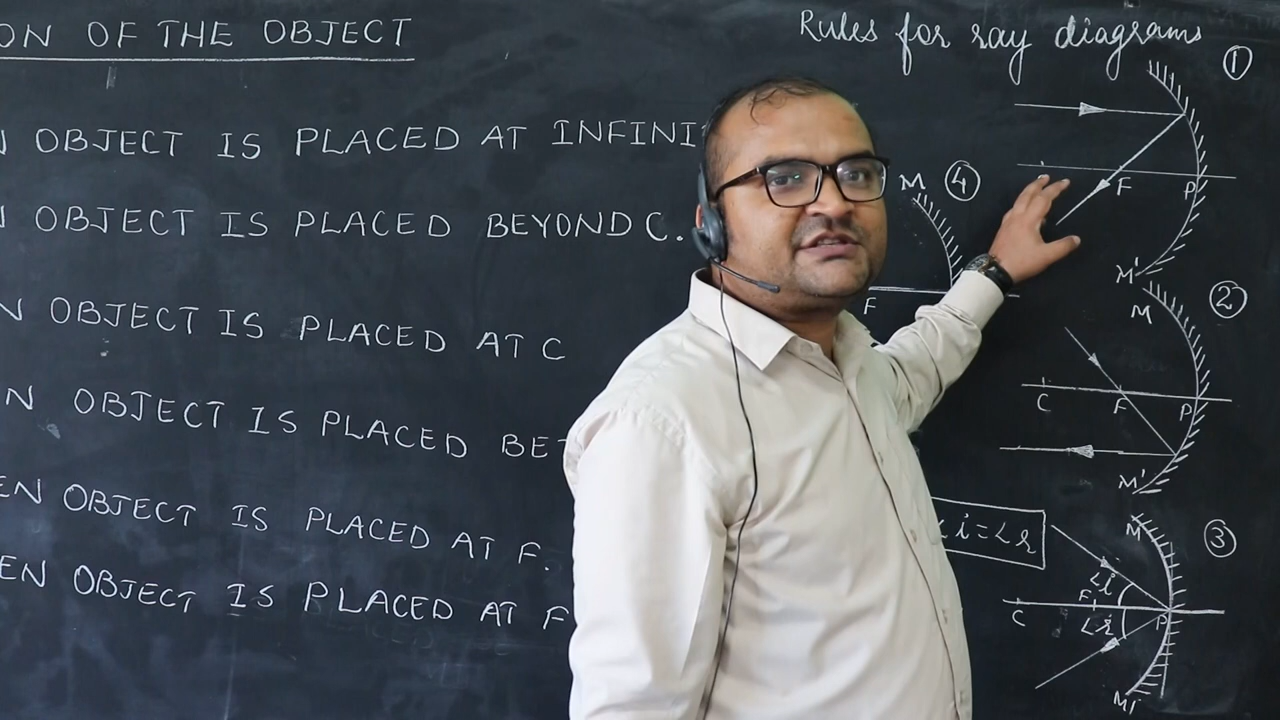 ON OF THE OBJECT
OBJECT IS PLACED AT INFINI
OBJECT IS PLACED BEYOND C.
N OBJECT IS PLACED AT C
N OBJECT IS PLACED BET
EN OBJECT IS PLACED AT F.
EN OBJECT IS PLACED AT F
Rules for ray diagrams
①
F
P
M'
④
M
F
②
M
C
F
P
M'
∠i=∠r
③
M
∠i
C
F
∠r
P
M'